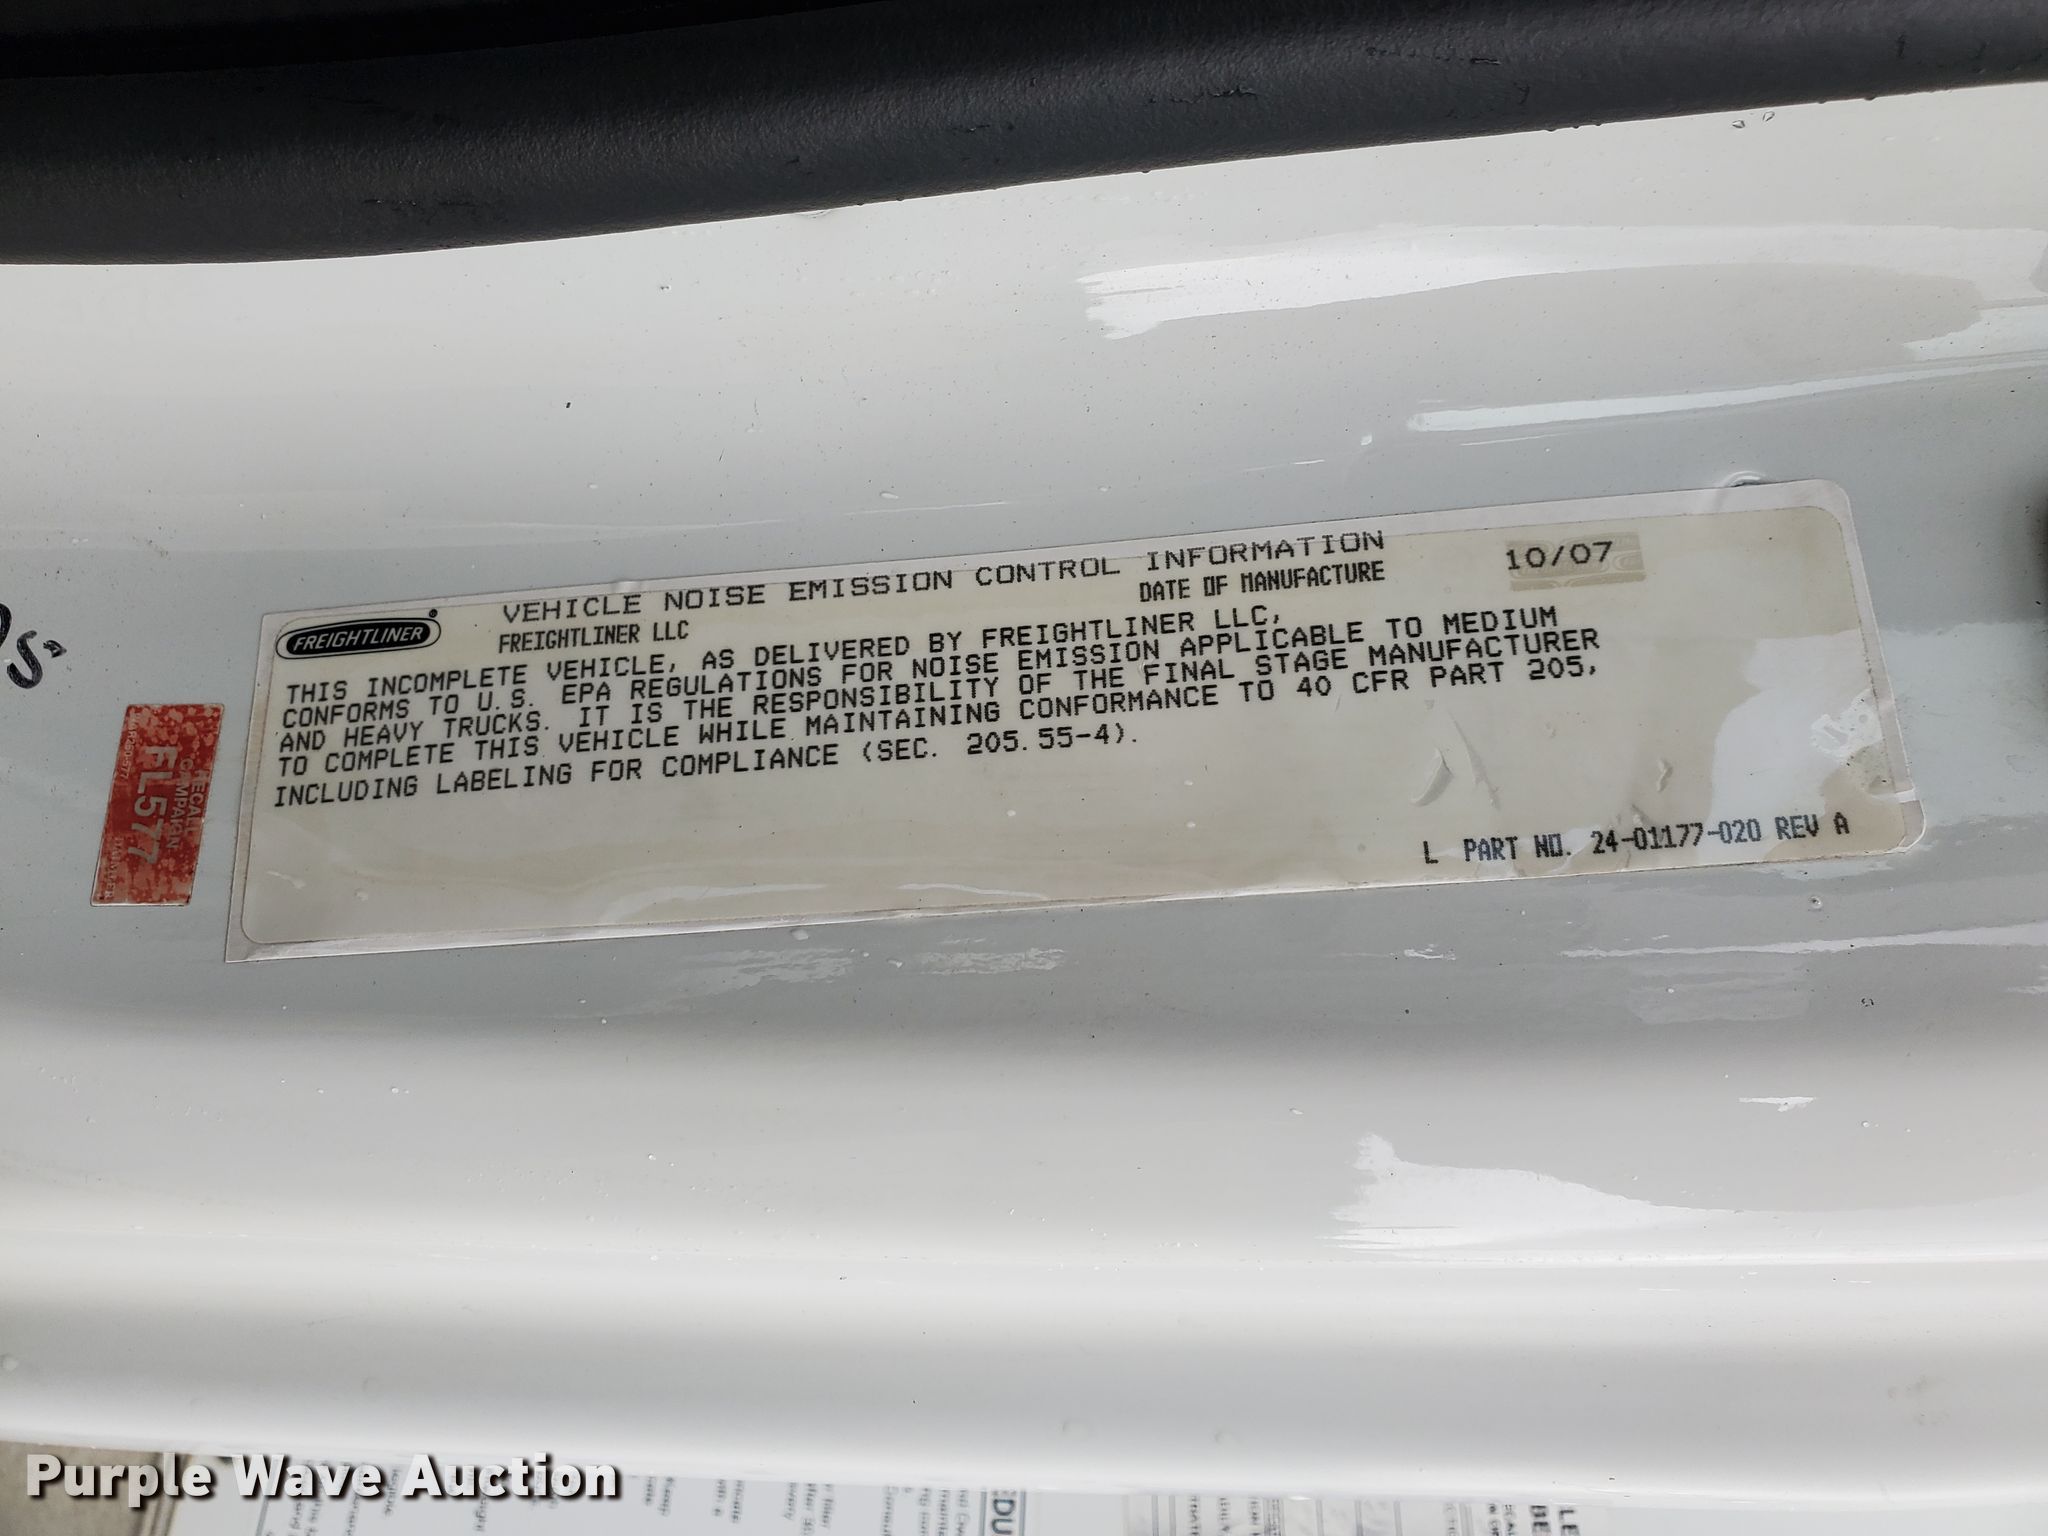 VEHICLE NOISE EMISSION CONTROL INFORMATION
10/07
FREIGHTLINER
FREIGHTLINER LLC
DATE OF MANUFACTURE
THIS INCOMPLETE VEHICLE, AS DELIVERED BY FREIGHTLINER LLC,
CONFORMS TO U.S. EPA REGULATIONS FOR NOISE EMISSION APPLICABLE TO MEDIUM
AND HEAVY TRUCKS. IT IS THE RESPONSIBILITY OF THE FINAL STAGE MANUFACTURER
TO COMPLETE THIS VEHICLE WHILE MAINTAINING CONFORMANCE TO 40 CFR PART 205,
INCLUDING LABELING FOR COMPLIANCE (SEC. 205.55-4).
L PART NO. 24-01177-020 REV A
RECALL
CAMPAIGN
FL577
Purple Wave Auction